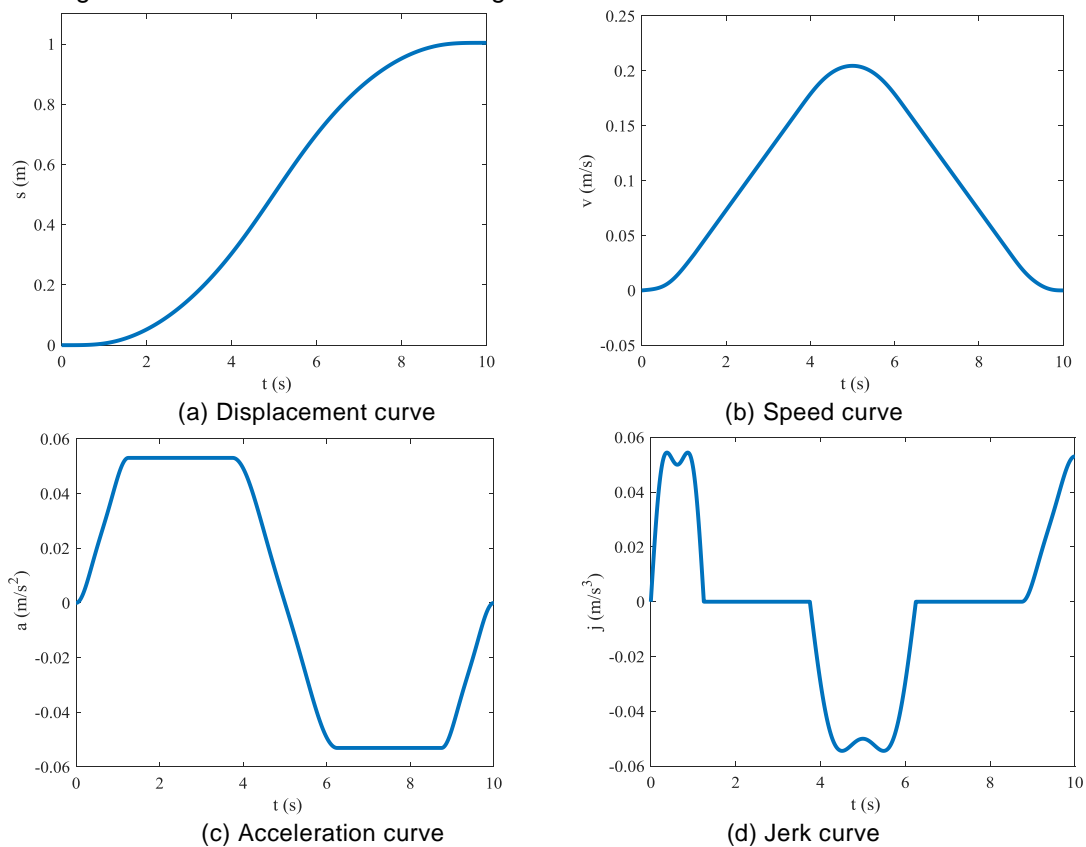 1
0.8
0.6
0.4
0.2
0
s (m)
0 2 4 6 8 10
t (s)
(a) Displacement curve
0.25
0.2
0.15
0.1
0.05
0
-0.05
v (m/s)
0 2 4 6 8 10
t (s)
(b) Speed curve
0.06
0.04
0.02
0
-0.02
-0.04
-0.06
a (m/s²)
0 2 4 6 8 10
t (s)
(c) Acceleration curve
0.06
0.04
0.02
0
-0.02
-0.04
-0.06
j (m/s³)
0 2 4 6 8 10
t (s)
(d) Jerk curve